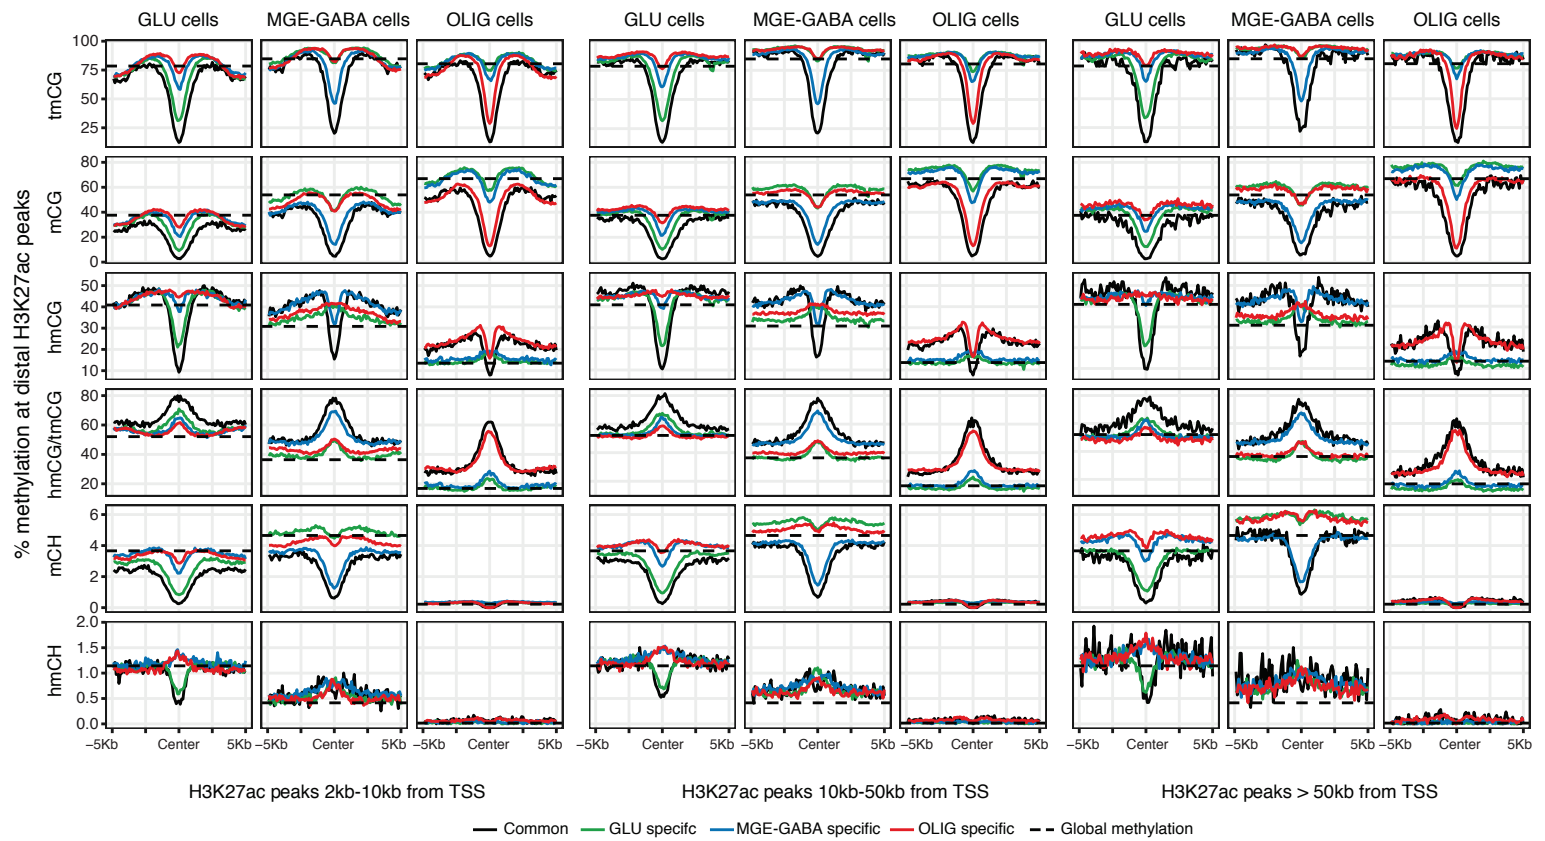 GLU cells MGE-GABA cells OLIG cells GLU cells MGE-GABA cells OLIG cells GLU cells MGE-GABA cells OLIG cells
% methylation at distal H3K27ac peaks
tmCG
100
75
50
25
mCG
80
60
40
20
0
hmCG
50
40
30
20
10
hmCG/tmCG
80
60
40
20
mCH
6
4
2
0
hmCH
2.0
1.5
1.0
0.5
0.0
−5Kb Center 5Kb −5Kb Center 5Kb −5Kb Center 5Kb −5Kb Center 5Kb −5Kb Center 5Kb −5Kb Center 5Kb −5Kb Center 5Kb −5Kb Center 5Kb −5Kb Center 5Kb
H3K27ac peaks 2kb-10kb from TSS H3K27ac peaks 10kb-50kb from TSS H3K27ac peaks > 50kb from TSS
Common GLU specifc MGE-GABA specific OLIG specific Global methylation